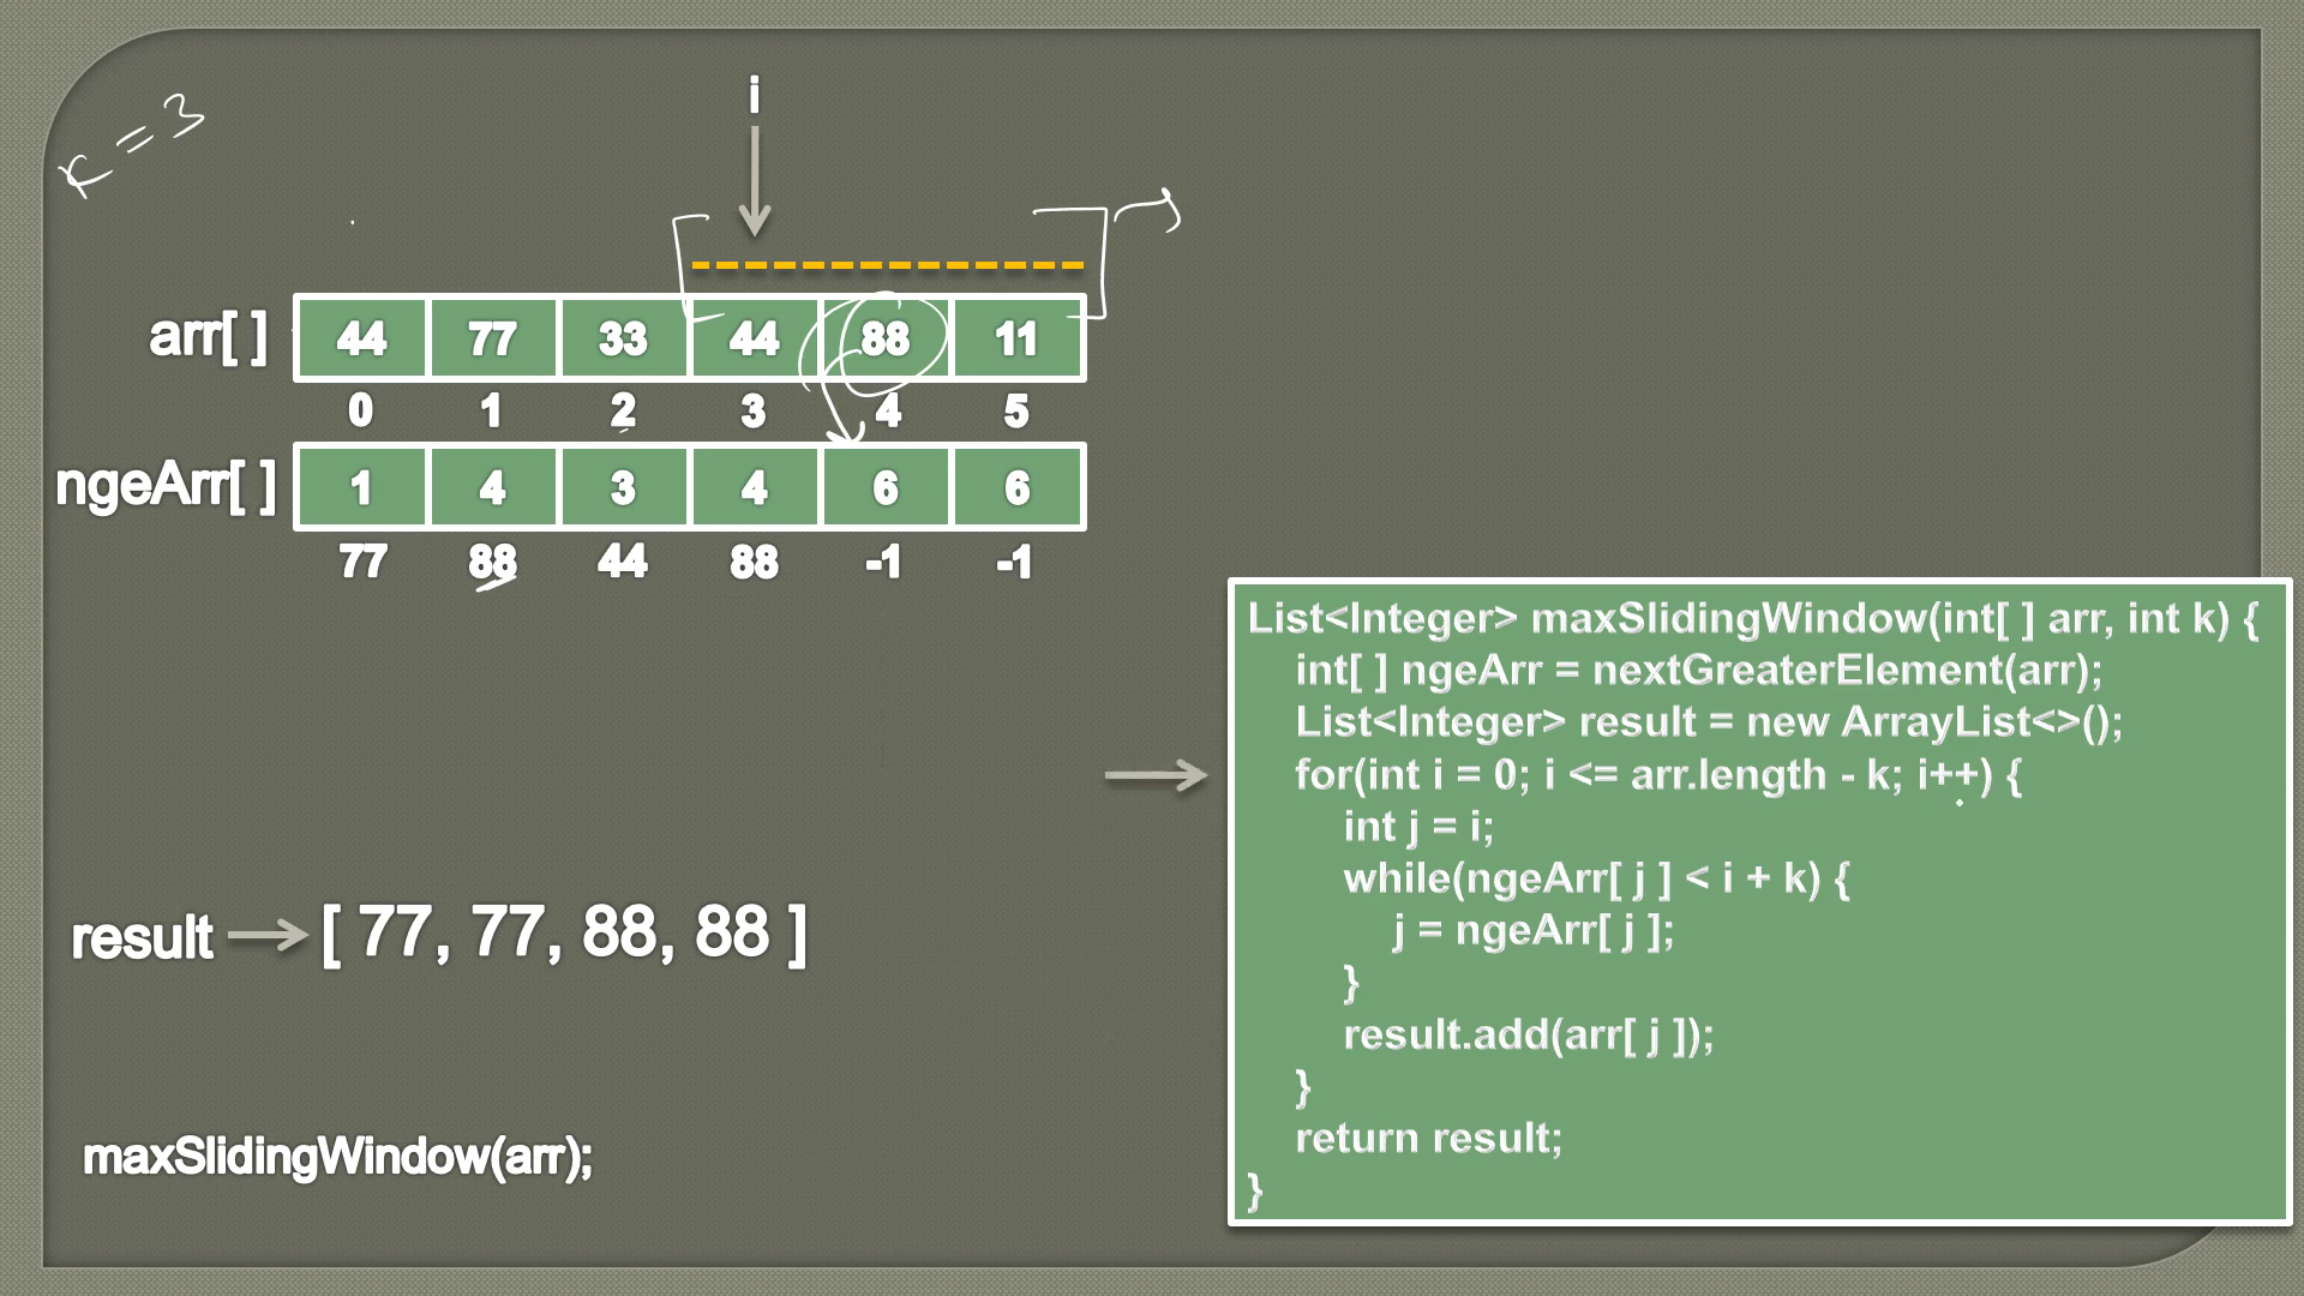 K = 3
i
arr[ ] 44 77 33 44 88 11
0 1 2 3 4 5
ngeArr[ ] 1 4 3 4 6 6
77 88 44 88 -1 -1
List<Integer> maxSlidingWindow(int[ ] arr, int k) {
int[ ] ngeArr = nextGreaterElement(arr);
List<Integer> result = new ArrayList<>();
for(int i = 0; i <= arr.length - k; i++) {
int j = i;
while(ngeArr[ j ] < i + k) {
j = ngeArr[ j ];
}
result.add(arr[ j ]);
}
return result;
}
result [ 77, 77, 88, 88 ]
maxSlidingWindow(arr);